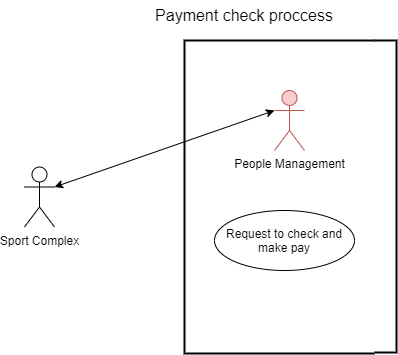 Payment check proccess
People Management
Sport Complex
Request to check and
make pay